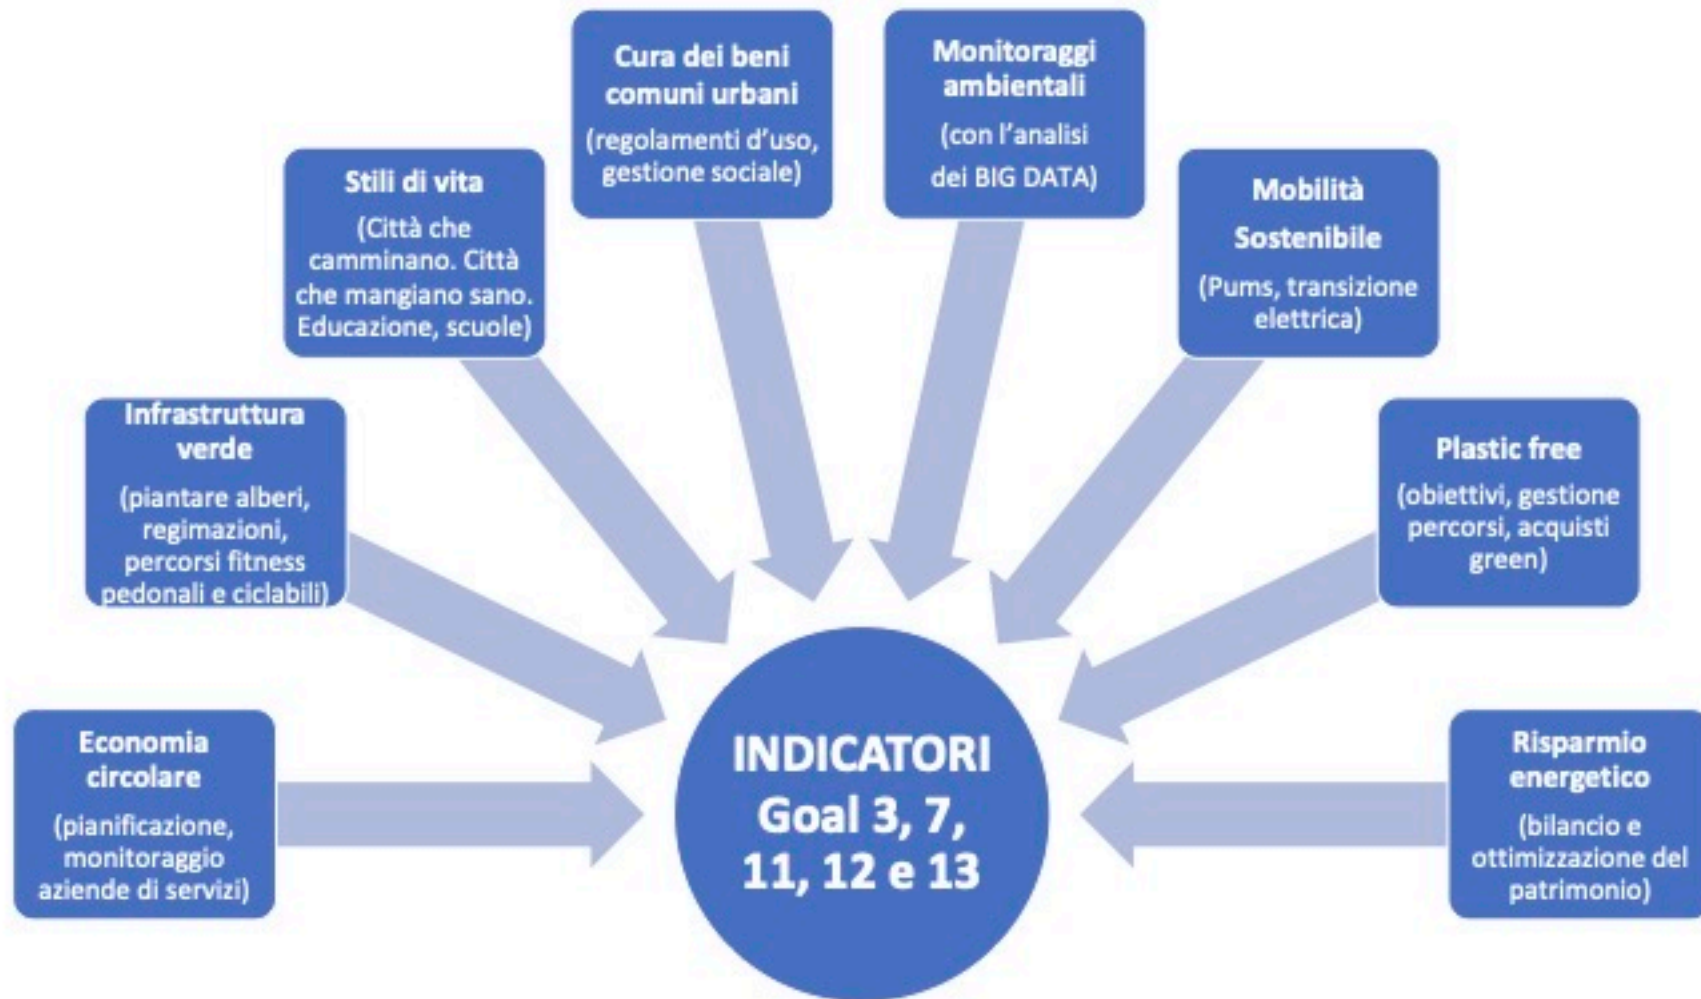 Cura dei beni
comuni urbani
(regolamenti d'uso,
gestione sociale)
Monitoraggi
ambientali
(con l'analisi
dei BIG DATA)
Stili di vita
(Città che
camminano. Città
che mangiano sano.
Educazione, scuole)
Mobilità
Sostenibile
(Pums, transizione
elettrica)
Infrastruttura
verde
(piantare alberi,
regimazioni,
percorsi fitness
pedonali e ciclabili)
Plastic free
(obiettivi, gestione
percorsi, acquisti
green)
Economia
circolare
(pianificazione,
monitoraggio
aziende di servizi)
INDICATORI
Goal 3, 7,
11, 12 e 13
Risparmio
energetico
(bilancio e
ottimizzazione del
patrimonio)